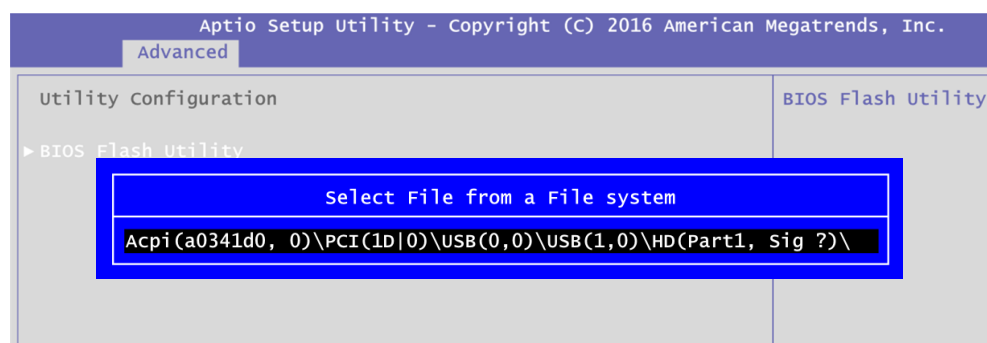 Aptio Setup Utility - Copyright (C) 2016 American Megatrends, Inc.
Advanced
Utility Configuration
BIOS Flash Utility
▶ BIOS Flash Utility
Select File from a File system
Acpi(a0341d0, 0)\PCI(1D|0)\USB(0,0)\USB(1,0)\HD(Part1, Sig ?)\